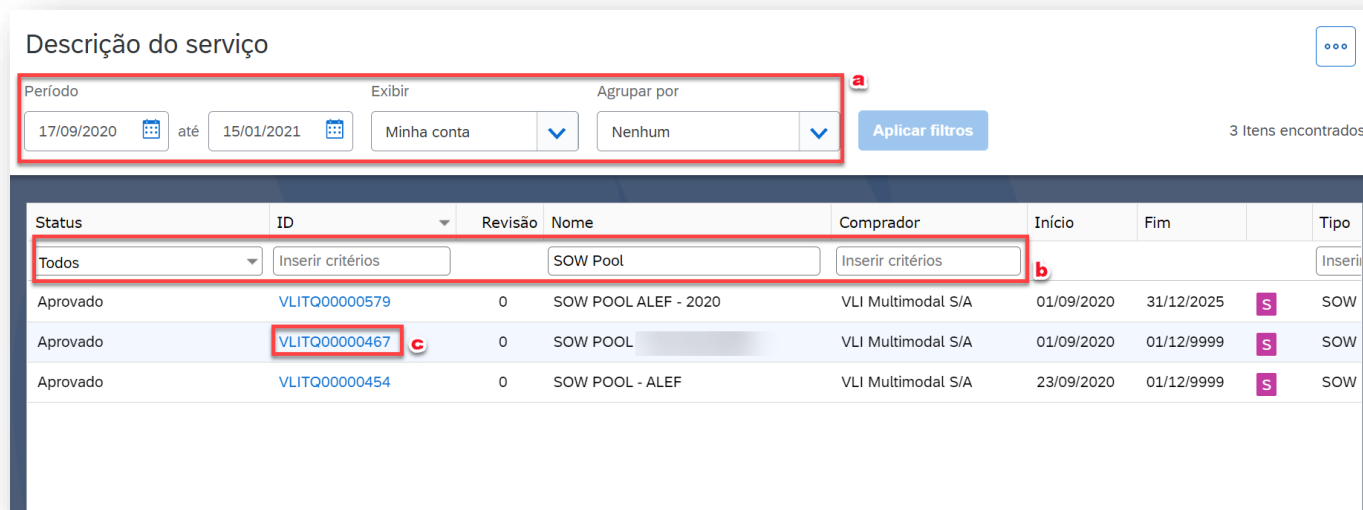 Descrição do serviço
Período Exibir Agrupar por a
17/09/2020 até 15/01/2021 Minha conta Nenhum Aplicar filtros 3 Itens encontrados
Status ID Revisão Nome Comprador Início Fim Tipo
Todos Inserir critérios SOW Pool Inserir critérios b Inseri
Aprovado VLITQ00000579 0 SOW POOL ALEF - 2020 VLI Multimodal S/A 01/09/2020 31/12/2025 S SOW
Aprovado VLITQ00000467 c 0 SOW POOL VLI Multimodal S/A 01/09/2020 01/12/9999 S SOW
Aprovado VLITQ00000454 0 SOW POOL - ALEF VLI Multimodal S/A 23/09/2020 01/12/9999 S SOW